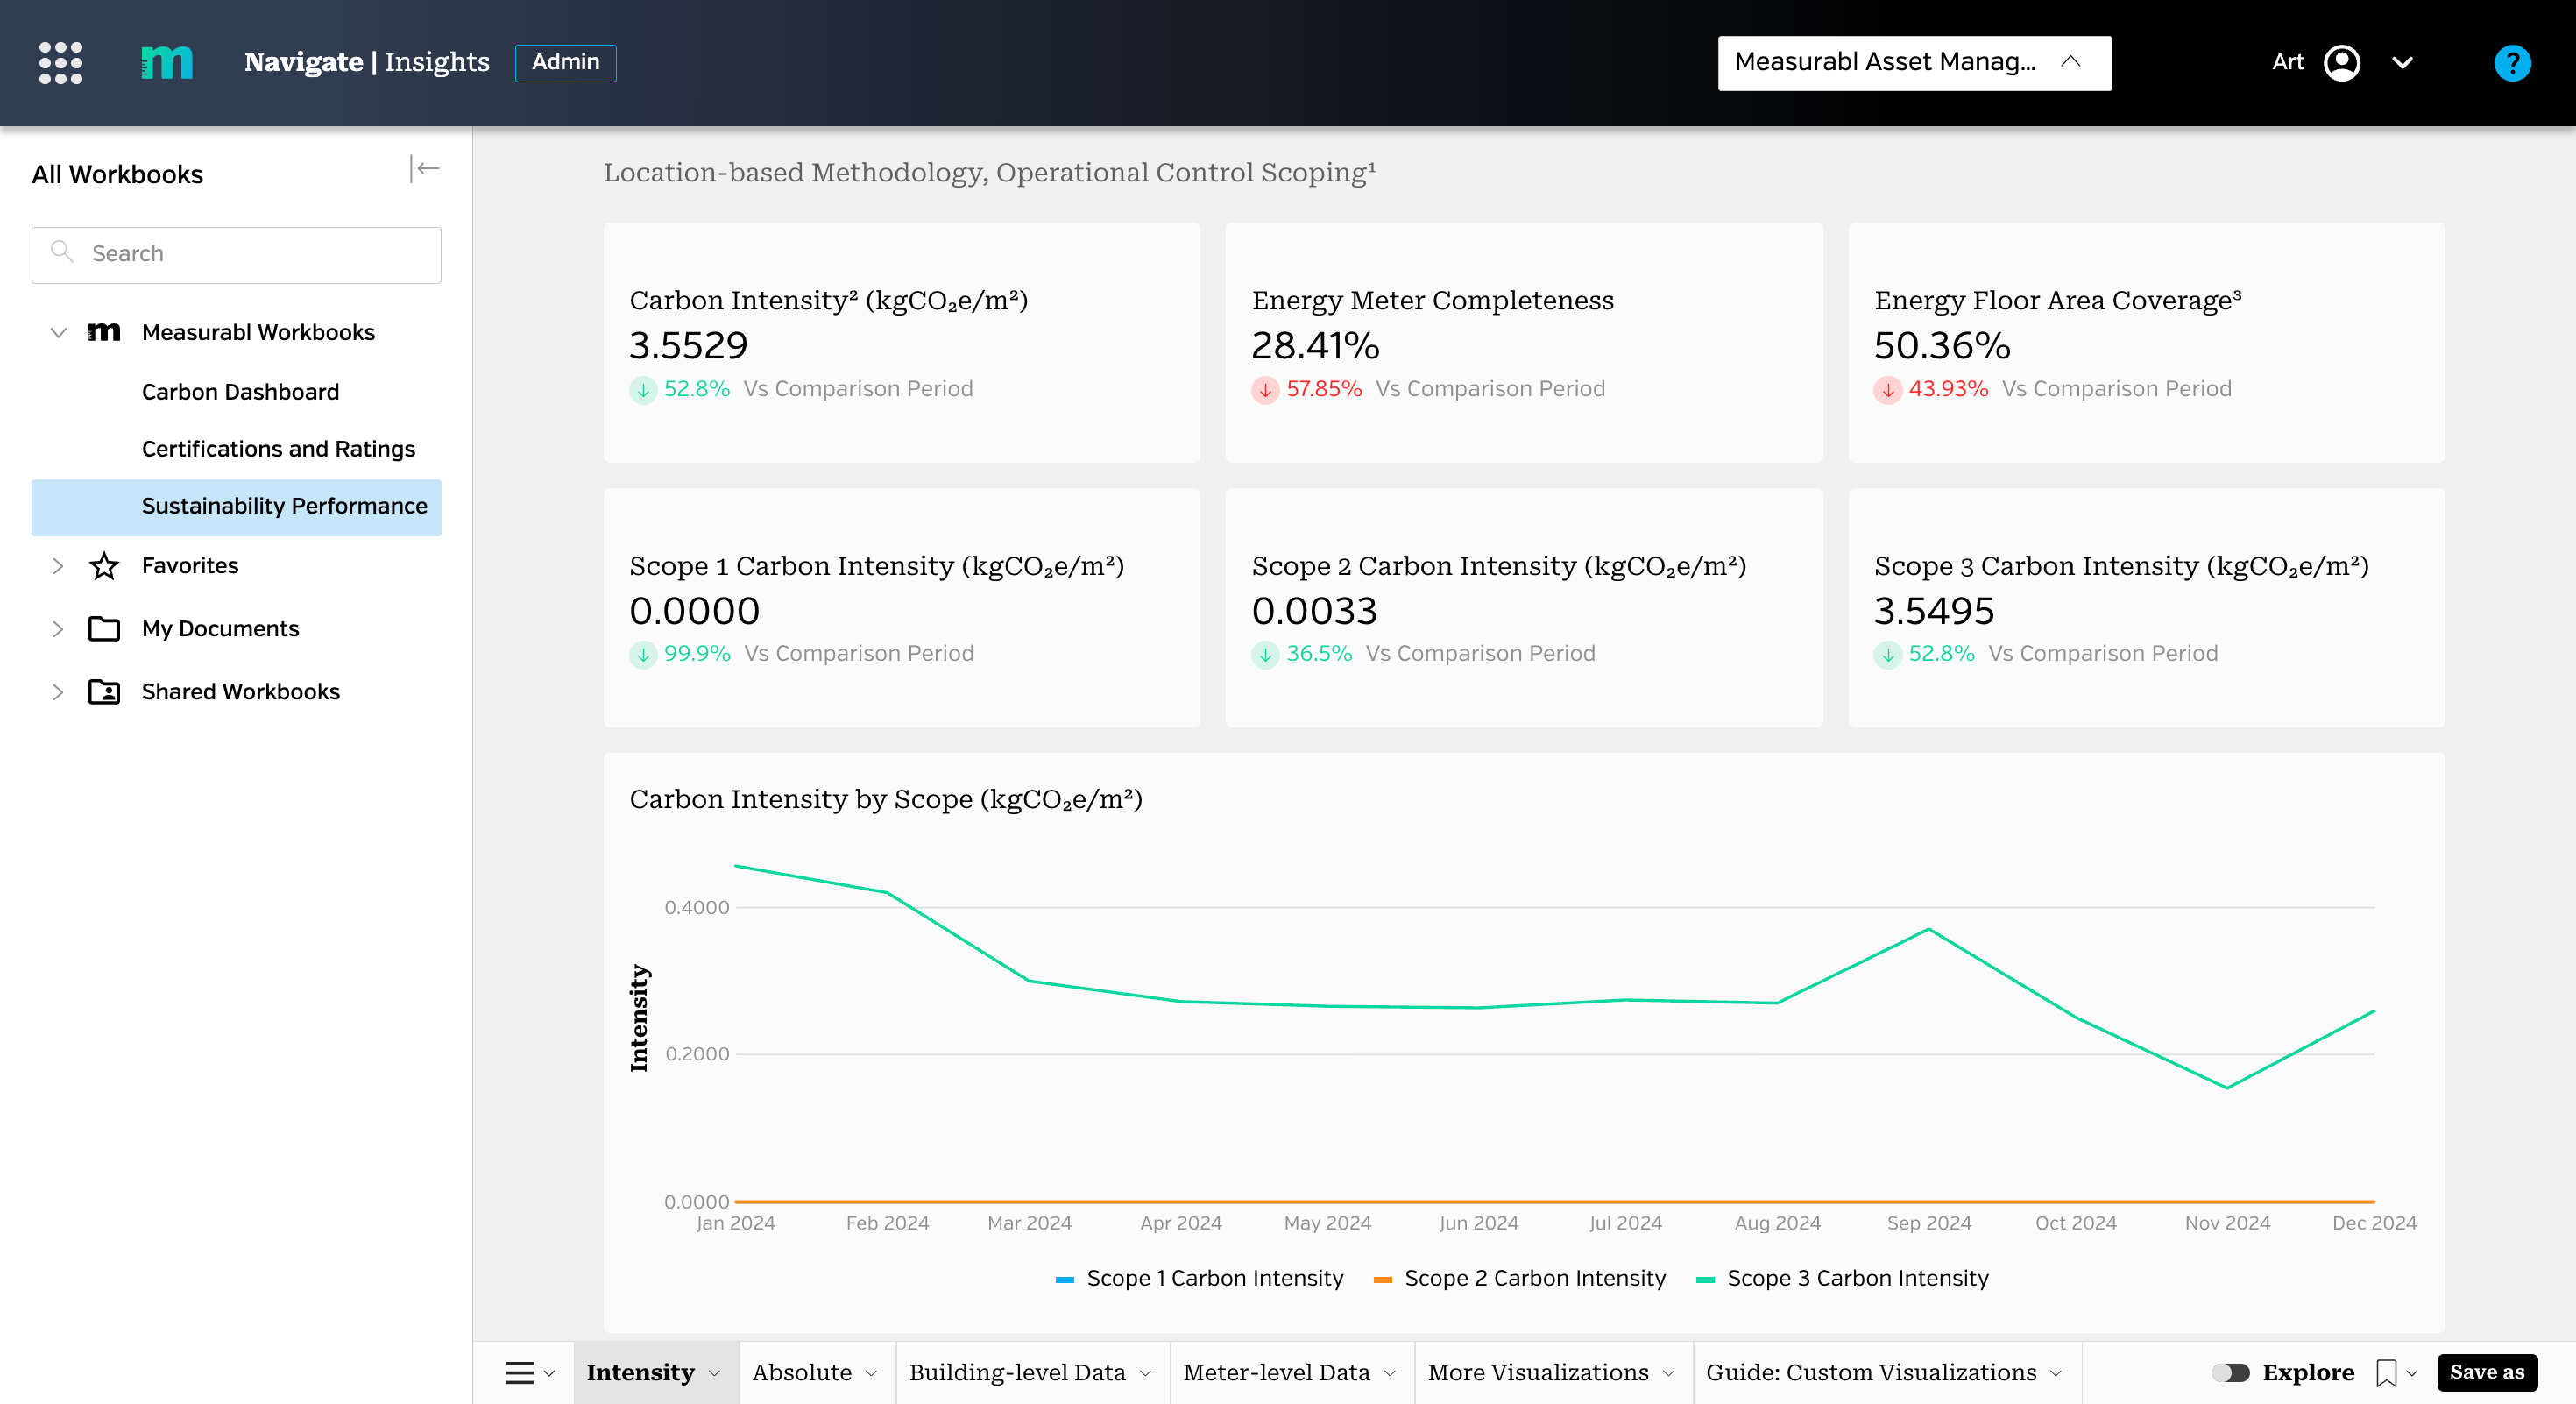 Navigate | Insights
Admin
Measurabl Asset Manag...
Art
?
All Workbooks
Search
Measurabl Workbooks
Carbon Dashboard
Certifications and Ratings
Sustainability Performance
Favorites
My Documents
Shared Workbooks
Location-based Methodology, Operational Control Scoping¹
Carbon Intensity² (kgCO₂e/m²)
3.5529
52.8% Vs Comparison Period
Energy Meter Completeness
28.41%
57.85% Vs Comparison Period
Energy Floor Area Coverage³
50.36%
43.93% Vs Comparison Period
Scope 1 Carbon Intensity (kgCO₂e/m²)
0.0000
99.9% Vs Comparison Period
Scope 2 Carbon Intensity (kgCO₂e/m²)
0.0033
36.5% Vs Comparison Period
Scope 3 Carbon Intensity (kgCO₂e/m²)
3.5495
52.8% Vs Comparison Period
Carbon Intensity by Scope (kgCO₂e/m²)
Intensity
0.4000
0.2000
0.0000
Jan 2024 Feb 2024 Mar 2024 Apr 2024 May 2024 Jun 2024 Jul 2024 Aug 2024 Sep 2024 Oct 2024 Nov 2024 Dec 2024
Scope 1 Carbon Intensity Scope 2 Carbon Intensity Scope 3 Carbon Intensity
Intensity Absolute Building-level Data Meter-level Data More Visualizations Guide: Custom Visualizations Explore Save as